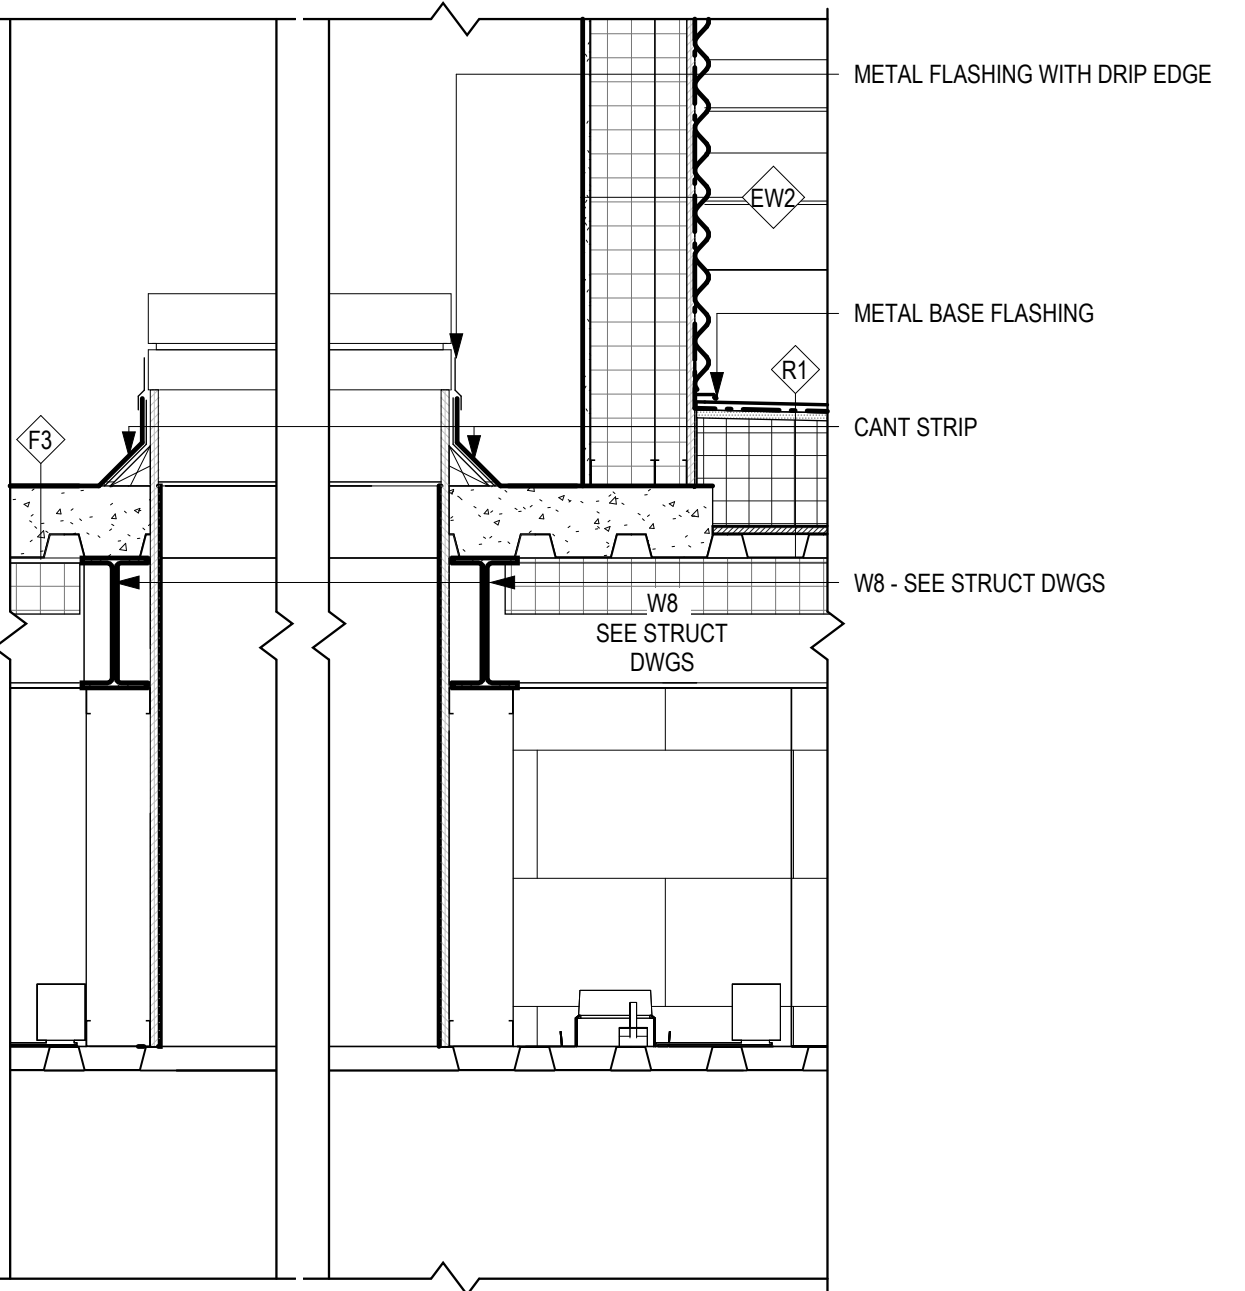 METAL FLASHING WITH DRIP EDGE
EW2
METAL BASE FLASHING
R1
CANT STRIP
F3
W8 - SEE STRUCT DWGS
W8
SEE STRUCT
DWGS